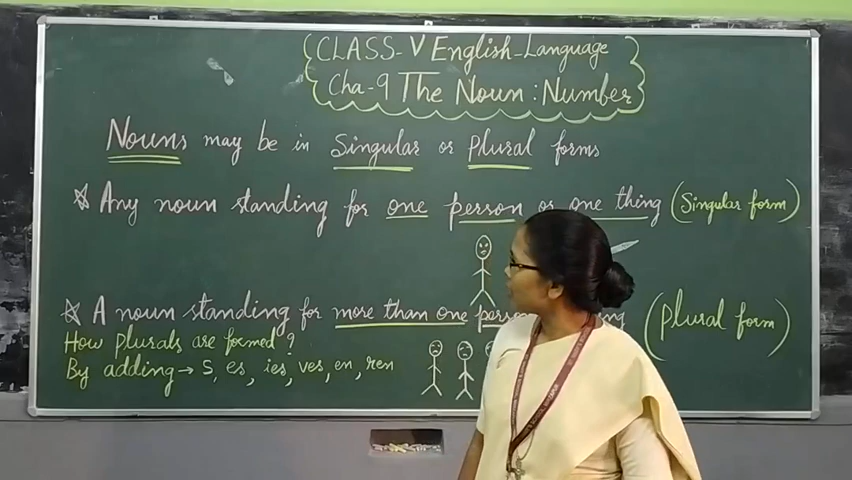 CLASS-V English-Language
Cha-9 The Noun: Number
Nouns may be in Singular or Plural forms
Any noun standing for one person or one thing (Singular form)
A noun standing for more than one (Plural form)
How plurals are formed?
By adding → s, es, ies, ves, en, ren